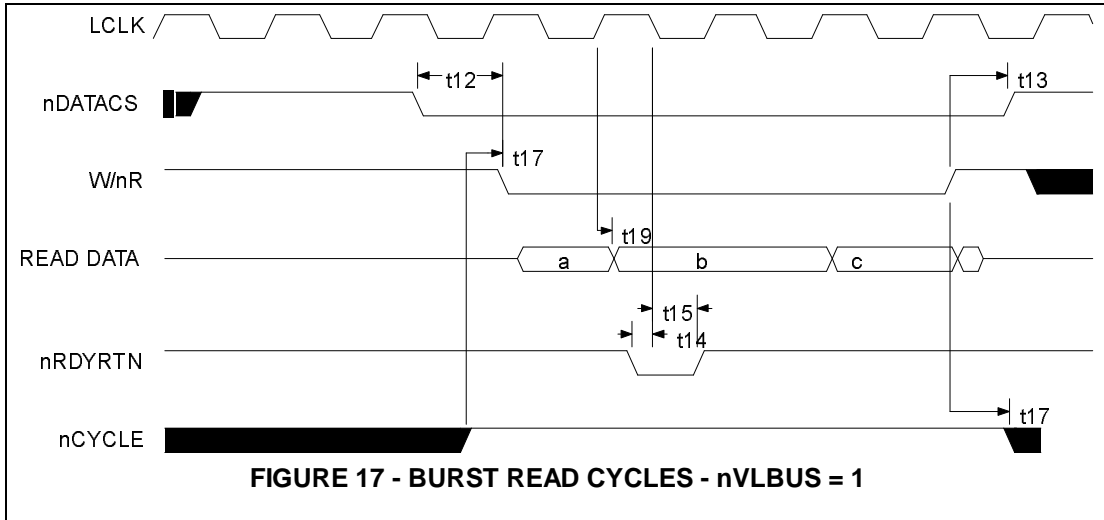 LCLK
t12
t13
nDATACS
t17
W/nR
t19
READ DATA
a
b
c
t15
t14
nRDYRTN
t17
nCYCLE
FIGURE 17 - BURST READ CYCLES - nVLBUS = 1